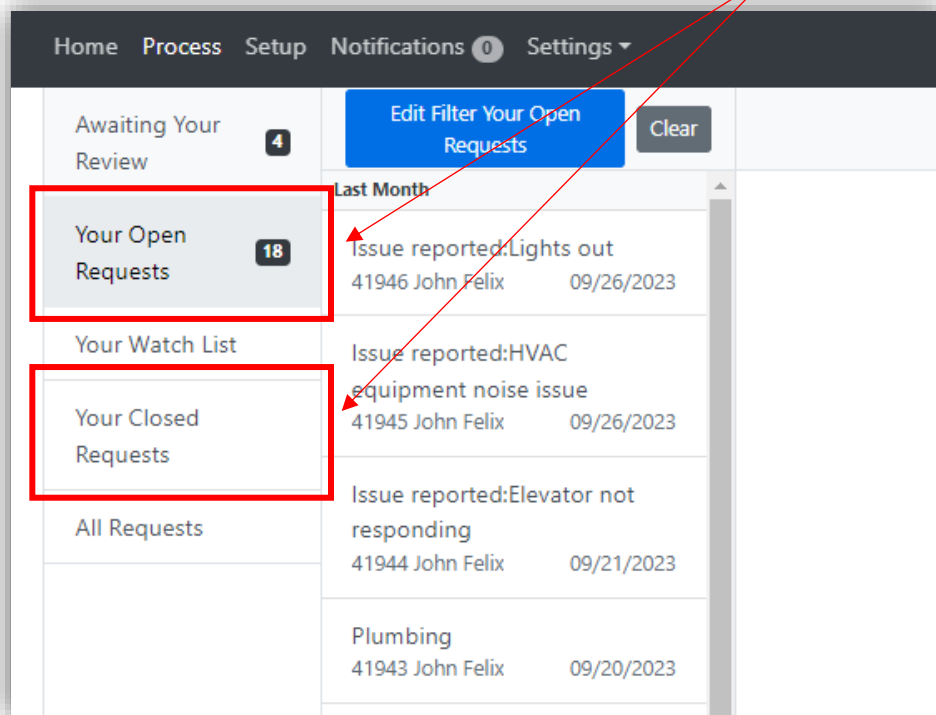 Home Process Setup Notifications 0 Settings
Awaiting Your
Review
4
Your Open
Requests
18
Your Watch List
Your Closed
Requests
All Requests
Edit Filter Your Open
Requests
Clear
Last Month
Issue reported:Lights out
41946 John Felix 09/26/2023
Issue reported:HVAC
equipment noise issue
41945 John Felix 09/26/2023
Issue reported:Elevator not
responding
41944 John Felix 09/21/2023
Plumbing
41943 John Felix 09/20/2023